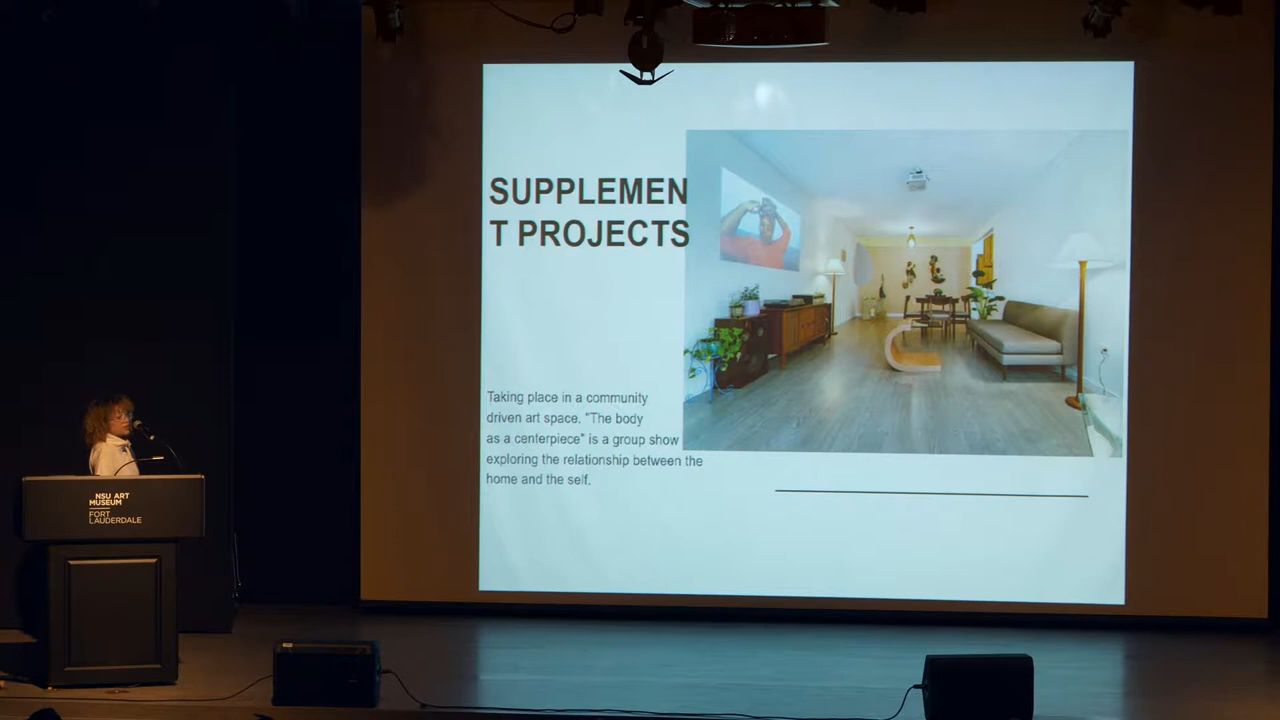 SUPPLEMEN
T PROJECTS
Taking place in a community
driven art space. "The body
as a centerpiece" is a group show
exploring the relationship between the
home and the self.
NSU ART
MUSEUM
FORT
LAUDERDALE